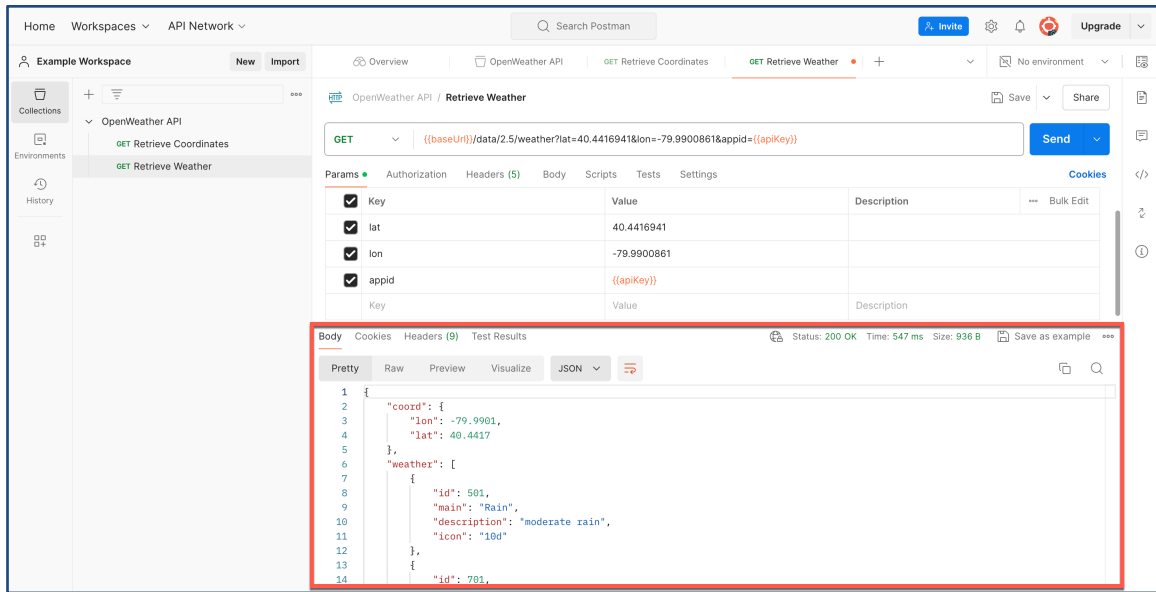 Home Workspaces API Network Search Postman Invite Upgrade
Example Workspace New Import Overview OpenWeather API GET Retrieve Coordinates GET Retrieve Weather No environment
Collections
Environments
History
OpenWeather API
GET Retrieve Coordinates
GET Retrieve Weather
HTTP OpenWeather API / Retrieve Weather Save Share
GET {{baseUrl}}/data/2.5/weather?lat=40.4416941&lon=-79.9900861&appid={{apiKey}} Send
Params Authorization Headers (5) Body Scripts Tests Settings Cookies
Key Value Description Bulk Edit
lat 40.4416941
lon -79.9900861
appid {{apiKey}}
Key Value Description
Body Cookies Headers (9) Test Results Status: 200 OK Time: 547 ms Size: 936 B Save as example
Pretty Raw Preview Visualize JSON
1 {
2 "coord": {
3 "lon": -79.9901,
4 "lat": 40.4417
5 },
6 "weather": [
7 {
8 "id": 501,
9 "main": "Rain",
10 "description": "moderate rain",
11 "icon": "10d"
12 },
13 {
14 "id": 701,